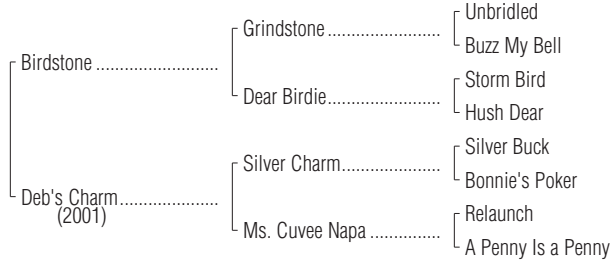 Unbridled
Grindstone
Buzz My Bell
Birdstone
Storm Bird
Dear Birdie
Hush Dear
Silver Buck
Silver Charm
Bonnie's Poker
Deb's Charm
(2001)
Relaunch
Ms. Cuvee Napa
A Penny Is a Penny